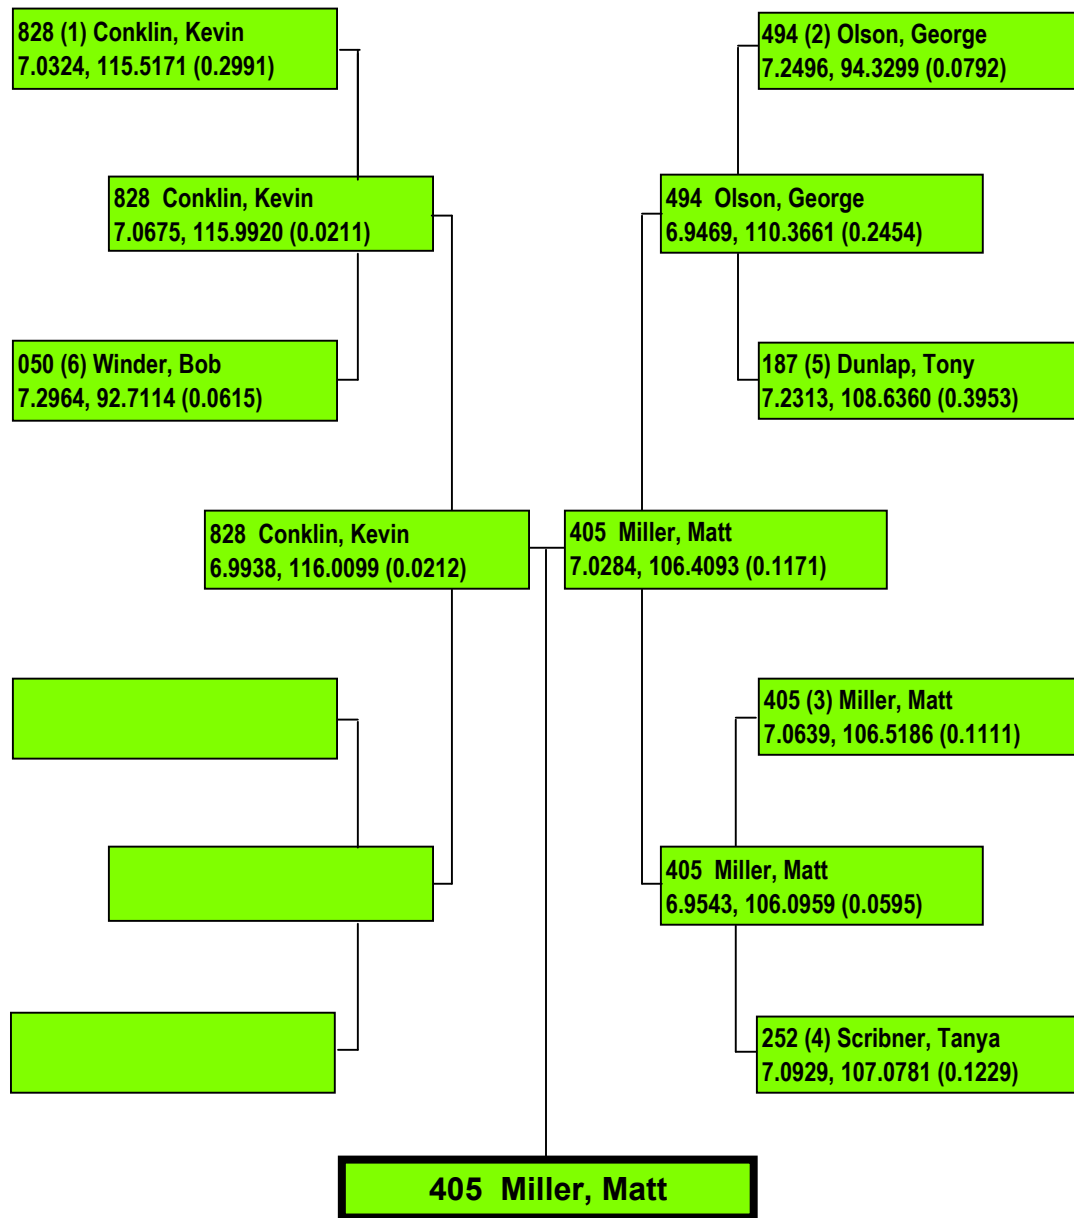 828 (1) Conklin, Kevin
7.0324, 115.5171 (0.2991)
494 (2) Olson, George
7.2496, 94.3299 (0.0792)
828  Conklin, Kevin
7.0675, 115.9920 (0.0211)
494  Olson, George
6.9469, 110.3661 (0.2454)
050 (6) Winder, Bob
7.2964, 92.7114 (0.0615)
187 (5) Dunlap, Tony
7.2313, 108.6360 (0.3953)
828  Conklin, Kevin
6.9938, 116.0099 (0.0212)
405  Miller, Matt
7.0284, 106.4093 (0.1171)
405 (3) Miller, Matt
7.0639, 106.5186 (0.1111)
405  Miller, Matt
6.9543, 106.0959 (0.0595)
252 (4) Scribner, Tanya
7.0929, 107.0781 (0.1229)
405  Miller, Matt